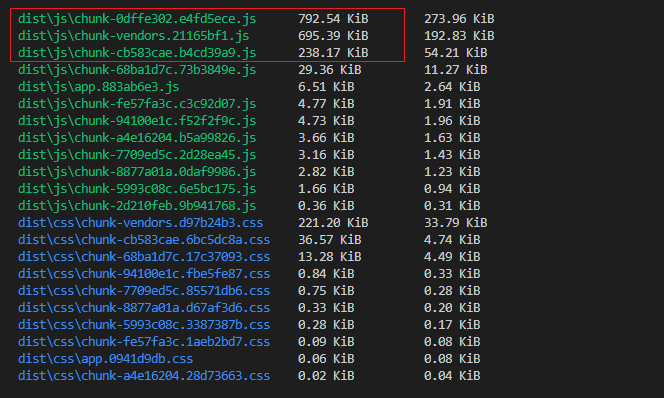 dist\js\chunk-0dffe302.e4fd5ece.js 792.54 KiB 273.96 KiB
dist\js\chunk-vendors.21165bf1.js 695.39 KiB 192.83 KiB
dist\js\chunk-cb583cae.b4cd39a9.js 238.17 KiB 54.21 KiB
dist\js\chunk-68ba1d7c.73b3849e.js 29.36 KiB 11.27 KiB
dist\js\app.883ab6e3.js 6.51 KiB 2.64 KiB
dist\js\chunk-fe57fa3c.c3c92d07.js 4.77 KiB 1.91 KiB
dist\js\chunk-94100e1c.f52f2f9c.js 4.73 KiB 1.96 KiB
dist\js\chunk-a4e16204.b5a99826.js 3.66 KiB 1.63 KiB
dist\js\chunk-7709ed5c.2d28ea45.js 3.16 KiB 1.43 KiB
dist\js\chunk-8877a01a.0daf9986.js 2.82 KiB 1.23 KiB
dist\js\chunk-5993c08c.6e5bc175.js 1.66 KiB 0.94 KiB
dist\js\chunk-2d210feb.9b941768.js 0.36 KiB 0.31 KiB
dist\css\chunk-vendors.d97b24b3.css 221.20 KiB 33.79 KiB
dist\css\chunk-cb583cae.6bc5dc8a.css 36.57 KiB 4.74 KiB
dist\css\chunk-68ba1d7c.17c37093.css 13.28 KiB 4.49 KiB
dist\css\chunk-94100e1c.fbe5fe87.css 0.84 KiB 0.33 KiB
dist\css\chunk-7709ed5c.85571db6.css 0.75 KiB 0.28 KiB
dist\css\chunk-8877a01a.d67af3d6.css 0.33 KiB 0.20 KiB
dist\css\chunk-5993c08c.3387387b.css 0.28 KiB 0.17 KiB
dist\css\chunk-fe57fa3c.1aeb2bd7.css 0.09 KiB 0.08 KiB
dist\css\app.0941d9db.css 0.06 KiB 0.08 KiB
dist\css\chunk-a4e16204.28d73663.css 0.02 KiB 0.04 KiB